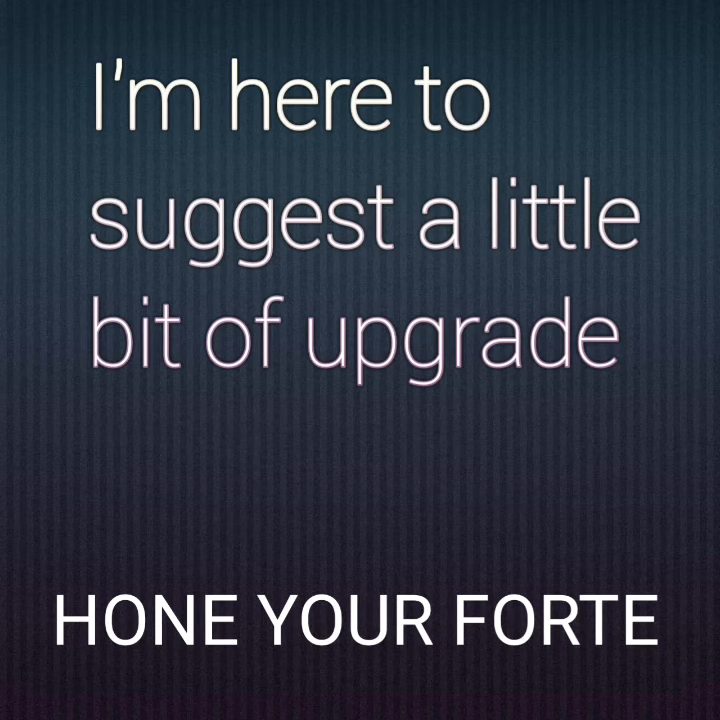 I'm here to
suggest a little
bit of upgrade
HONE YOUR FORTE